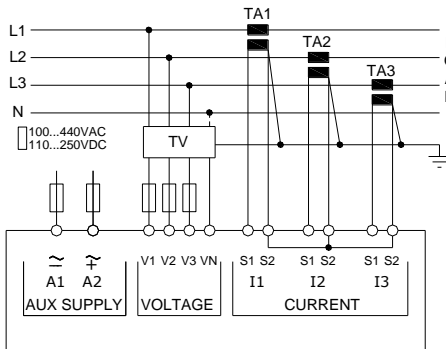 TA1
L1
TA2
L2
TA3
L3
N
100...440VAC
110...250VDC
TV
V1 V2 V3 VN S1 S2 S1 S2 S1 S2
A1 A2 I1 I2 I3
AUX SUPPLY VOLTAGE CURRENT